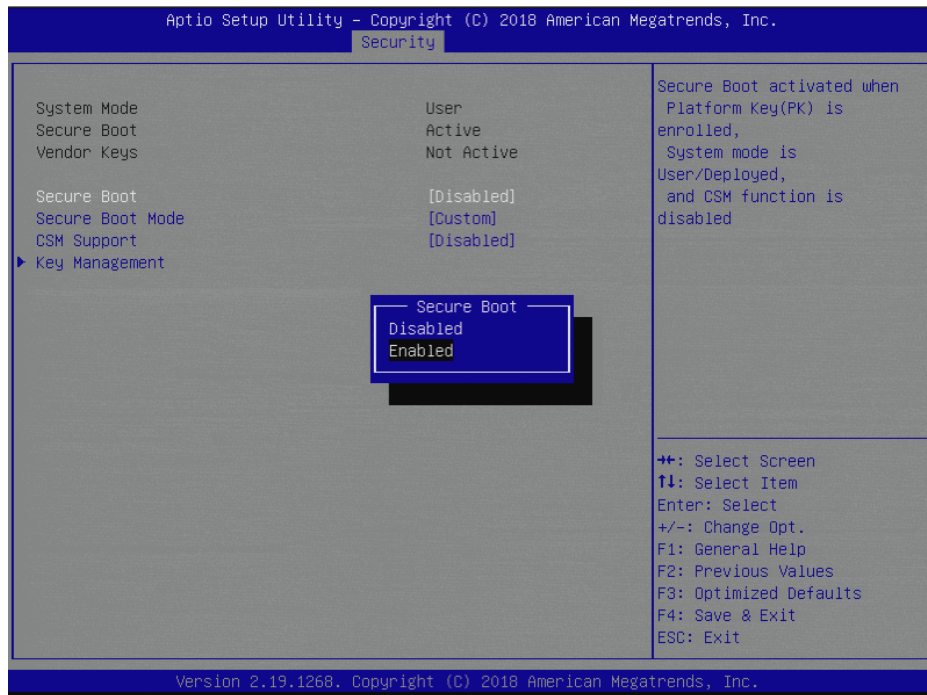 Aptio Setup Utility – Copyright (C) 2018 American Megatrends, Inc.
Security
System Mode User
Secure Boot Active
Vendor Keys Not Active
Secure Boot [Disabled]
Secure Boot Mode [Custom]
CSM Support [Disabled]
▶ Key Management
Secure Boot
Disabled
Enabled
Secure Boot activated when
Platform Key(PK) is
enrolled,
System mode is
User/Deployed,
and CSM function is
disabled
→←: Select Screen
↑↓: Select Item
Enter: Select
+/-: Change Opt.
F1: General Help
F2: Previous Values
F3: Optimized Defaults
F4: Save & Exit
ESC: Exit
Version 2.19.1268. Copyright (C) 2018 American Megatrends, Inc.